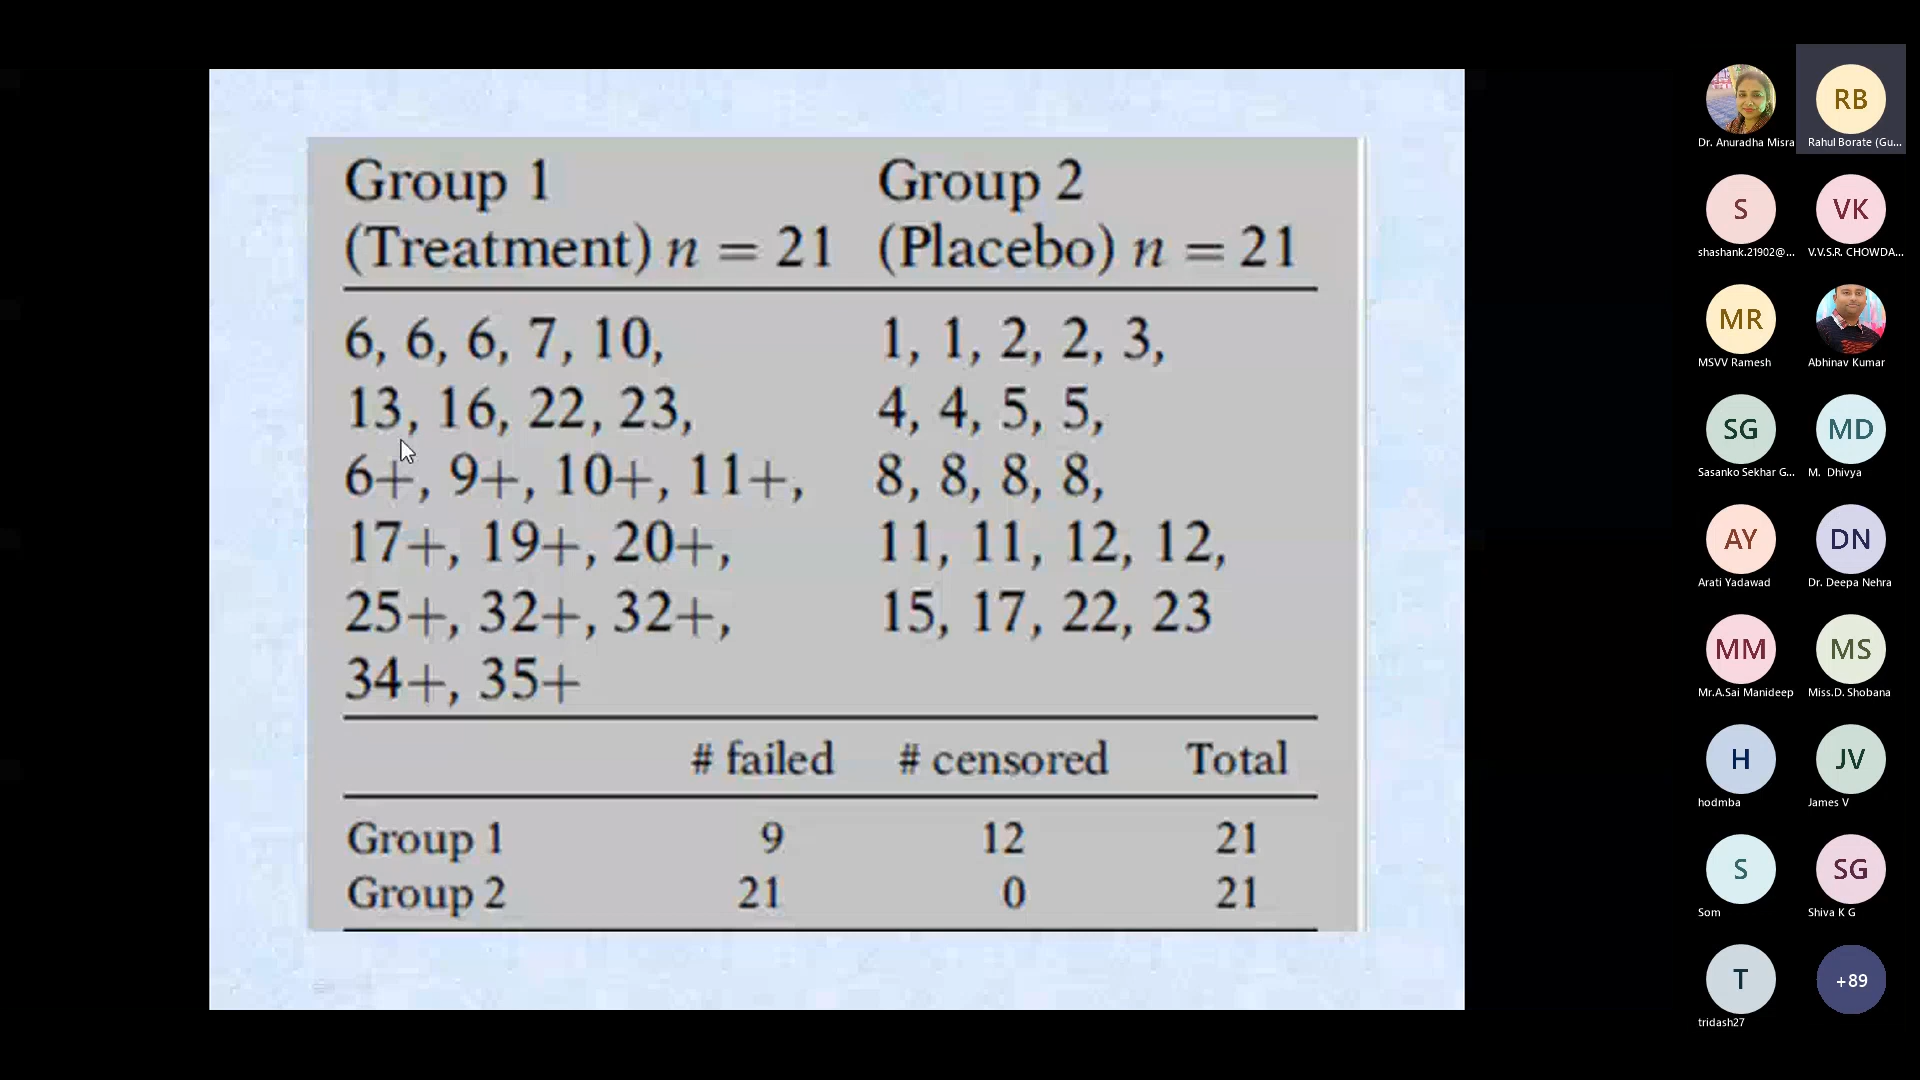 Group 1 Group 2
(Treatment) n = 21 (Placebo) n = 21
6, 6, 6, 7, 10, 1, 1, 2, 2, 3,
13, 16, 22, 23, 4, 4, 5, 5,
6+, 9+, 10+, 11+, 8, 8, 8, 8,
17+, 19+, 20+, 11, 11, 12, 12,
25+, 32+, 32+, 15, 17, 22, 23
34+, 35+
# failed # censored Total
Group 1 9 12 21
Group 2 21 0 21
RB
Dr. Anuradha Misra Rahul Borate (Gu...
S VK
shashank.21902@... V.V.S.R. CHOWDA...
MR
MSVV Ramesh Abhinav Kumar
SG MD
Sasanko Sekhar G... M. Dhivya
AY DN
Arati Yadawad Dr. Deepa Nehra
MM MS
Mr.A.Sai Manideep Miss.D. Shobana
H JV
hodmba James V
S SG
Som Shiva K G
T +89
tridash27